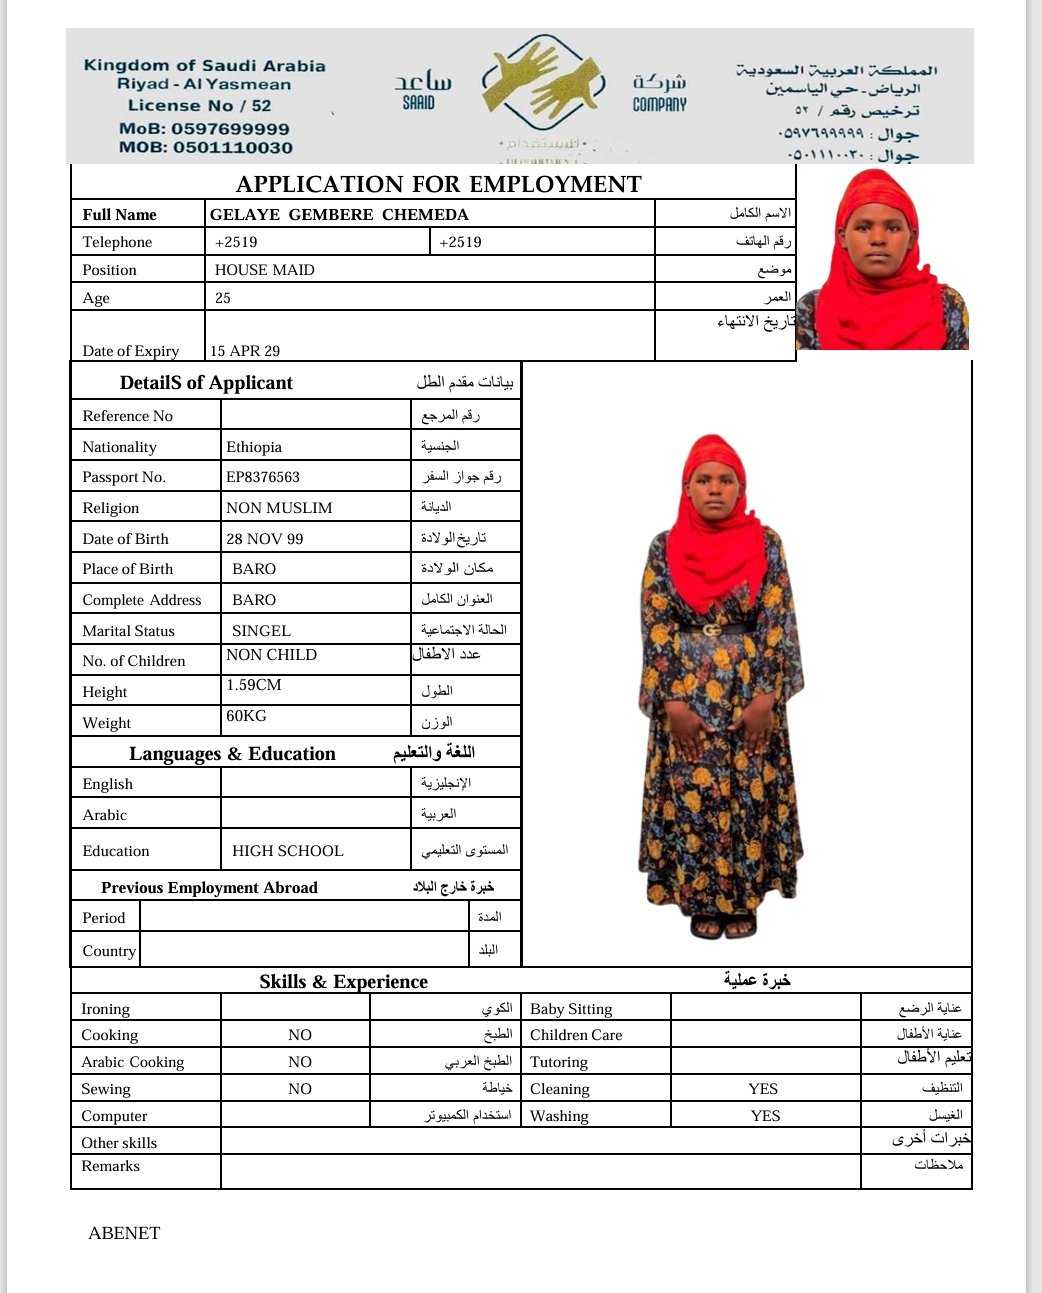 Kingdom of Saudi Arabia
Riyad - Al Yasmean
License No / 52
MoB: 0597699999
MOB: 0501110030
ساعد
SAAID
شركة
COMPANY
للاستقدام
المملكة العربية السعودية
الرياض - حي الياسمين
ترخيص رقم / ٥٢
جوال : ٠٥٩٧٦٩٩٩٩٩
جوال : ٠٥٠١١١٠٠٣٠
APPLICATION FOR EMPLOYMENT
Full Name GELAYE GEMBERE CHEMEDA الاسم الكامل
Telephone +2519 +2519 رقم الهاتف
Position HOUSE MAID موضع
Age 25 العمر
تاريخ الانتهاء
Date of Expiry 15 APR 29
DetailS of Applicant بيانات مقدم الطل
Reference No رقم المرجع
Nationality Ethiopia الجنسية
Passport No. EP8376563 رقم جواز السفر
Religion NON MUSLIM الديانة
Date of Birth 28 NOV 99 تاريخ الولادة
Place of Birth BARO مكان الولادة
Complete Address BARO العنوان الكامل
Marital Status SINGEL الحالة الاجتماعية
No. of Children NON CHILD عدد الاطفال
Height 1.59CM الطول
Weight 60KG الوزن
Languages & Education اللغة والتعليم
English الإنجليزية
Arabic العربية
Education HIGH SCHOOL المستوى التعليمي
Previous Employment Abroad خبرة خارج البلاد
Period المدة
Country البلد
Skills & Experience خبرة عملية
Ironing الكوي Baby Sitting عناية الرضع
Cooking NO الطبخ Children Care عناية الأطفال
Arabic Cooking NO الطبخ العربي Tutoring تعليم الأطفال
Sewing NO خياطة Cleaning YES التنظيف
Computer استخدام الكمبيوتر Washing YES الغيسل
Other skills خبرات أخرى
Remarks ملاحظات
ABENET